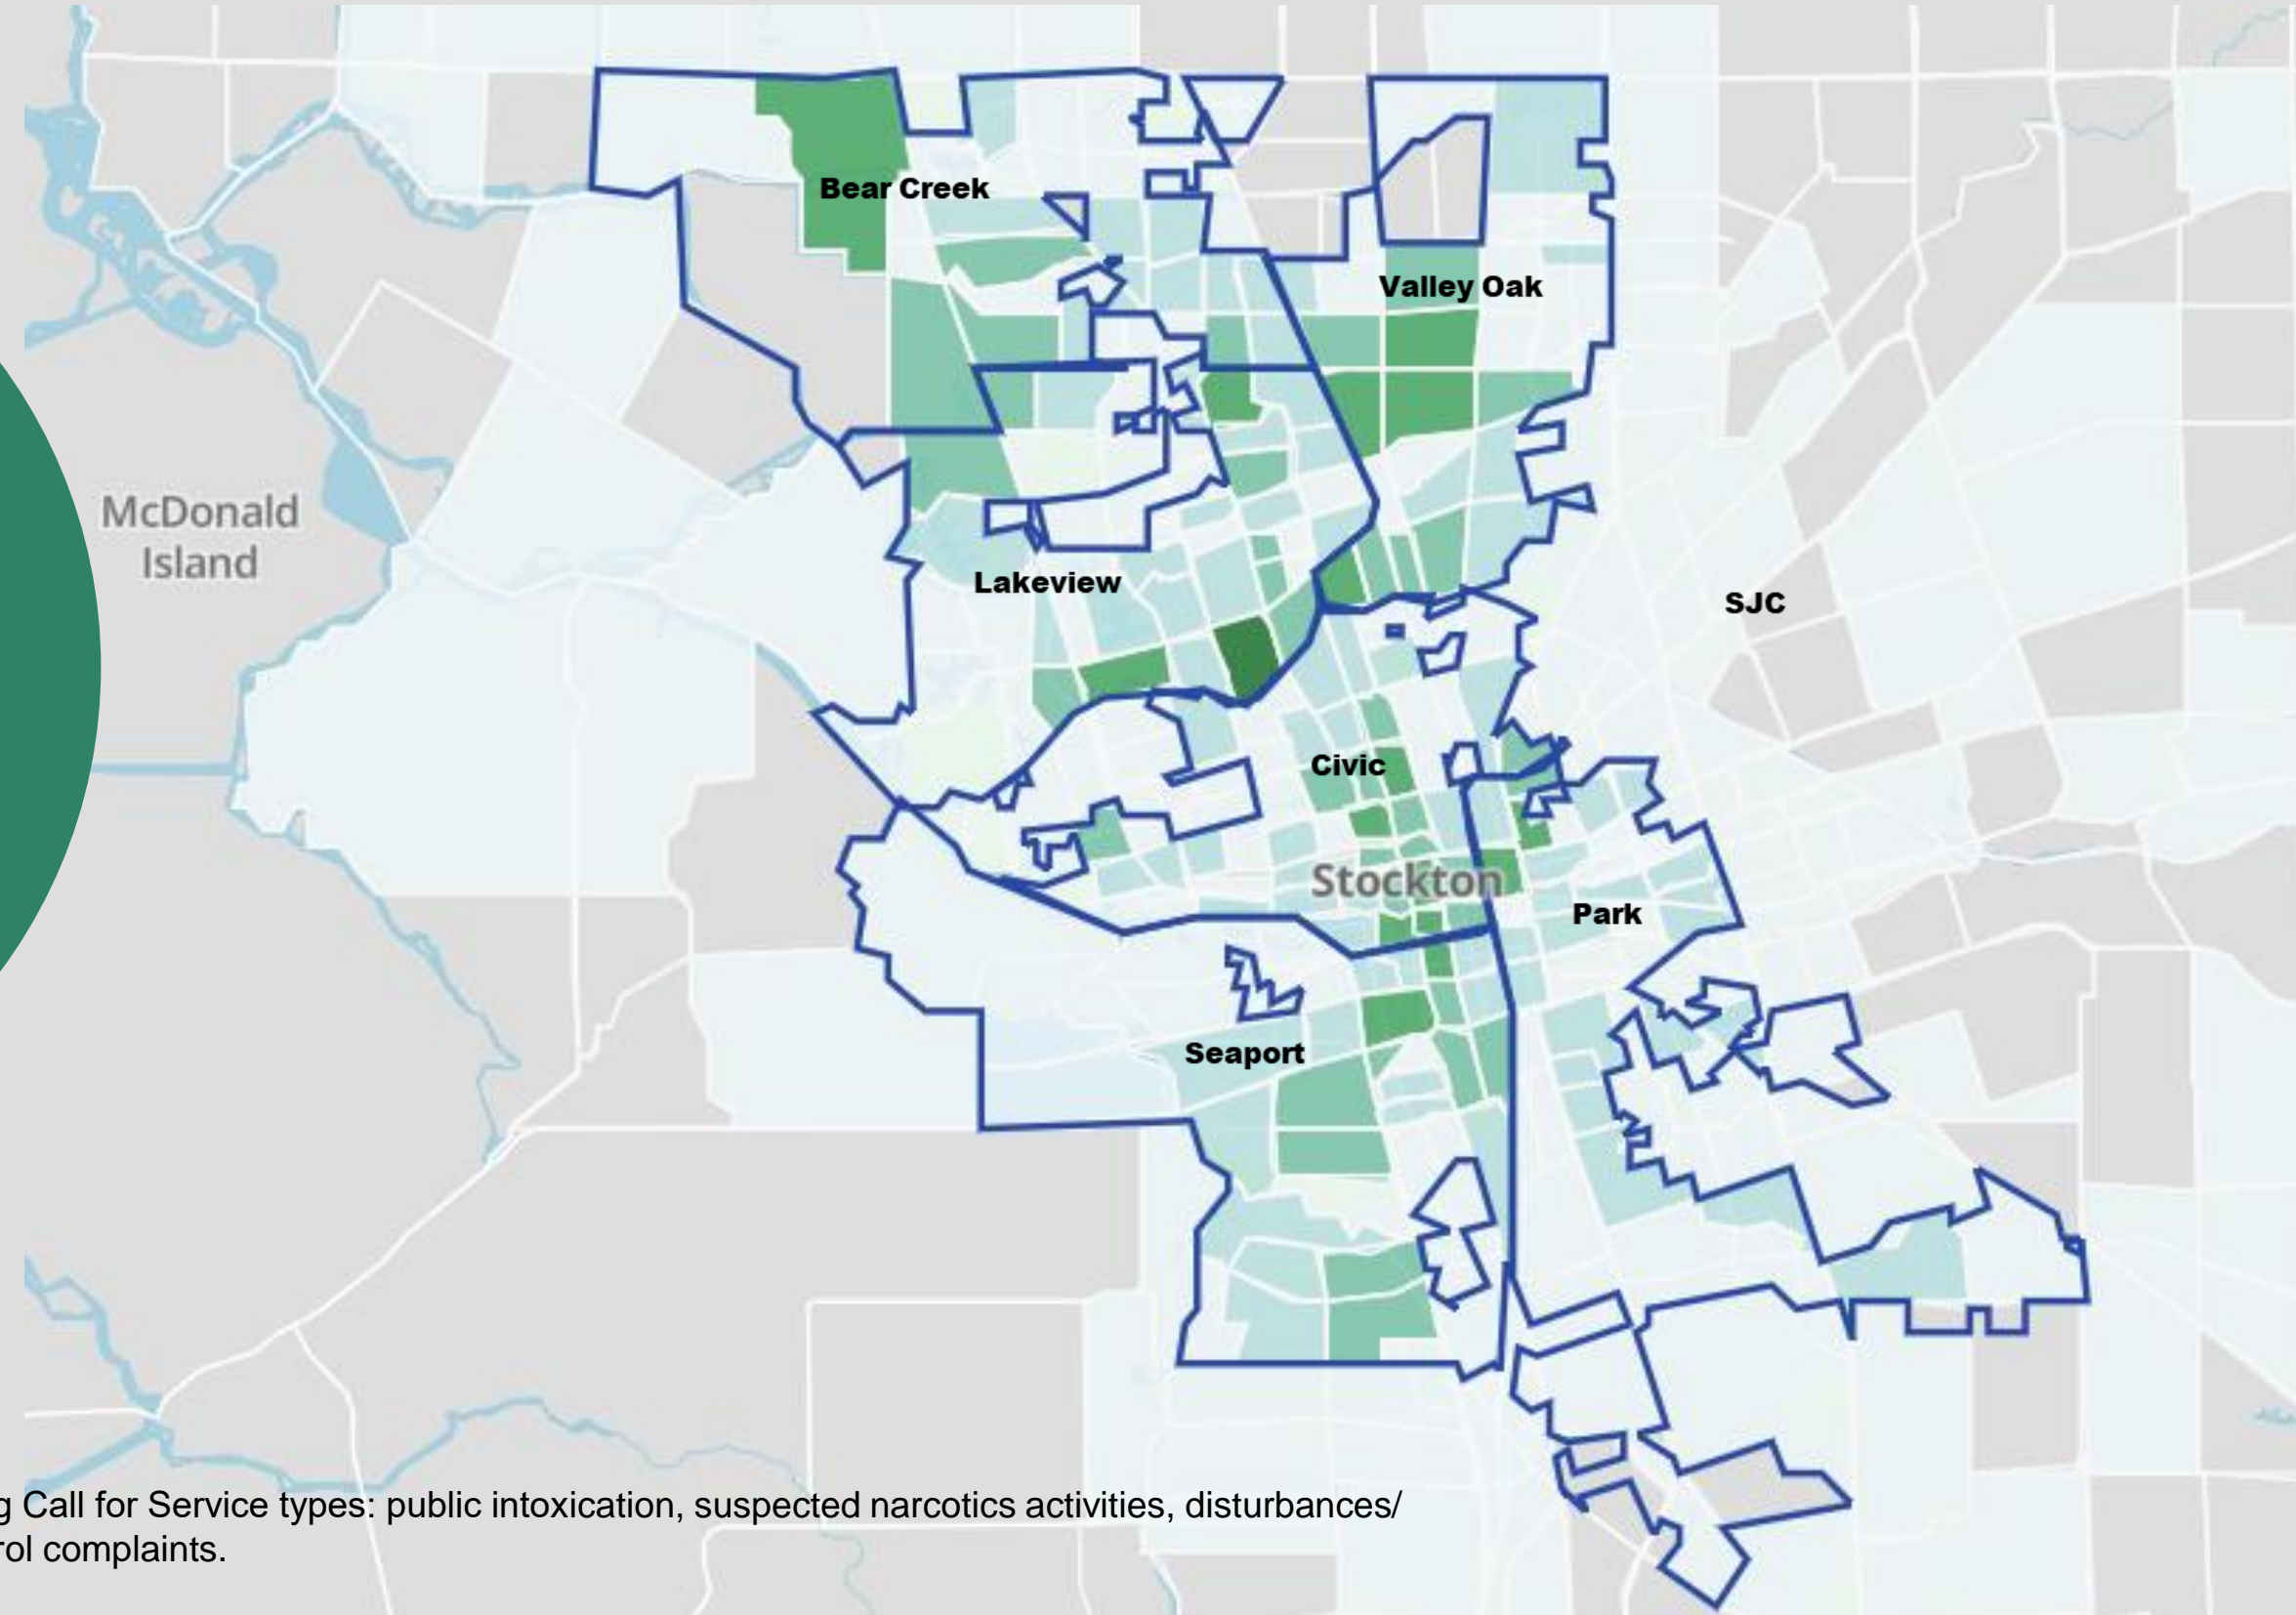 Bear Creek
Valley Oak
McDonald
Island
Lakeview
SJC
Civic
Stockton
Park
Seaport
g Call for Service types: public intoxication, suspected narcotics activities, disturbances/
rol complaints.